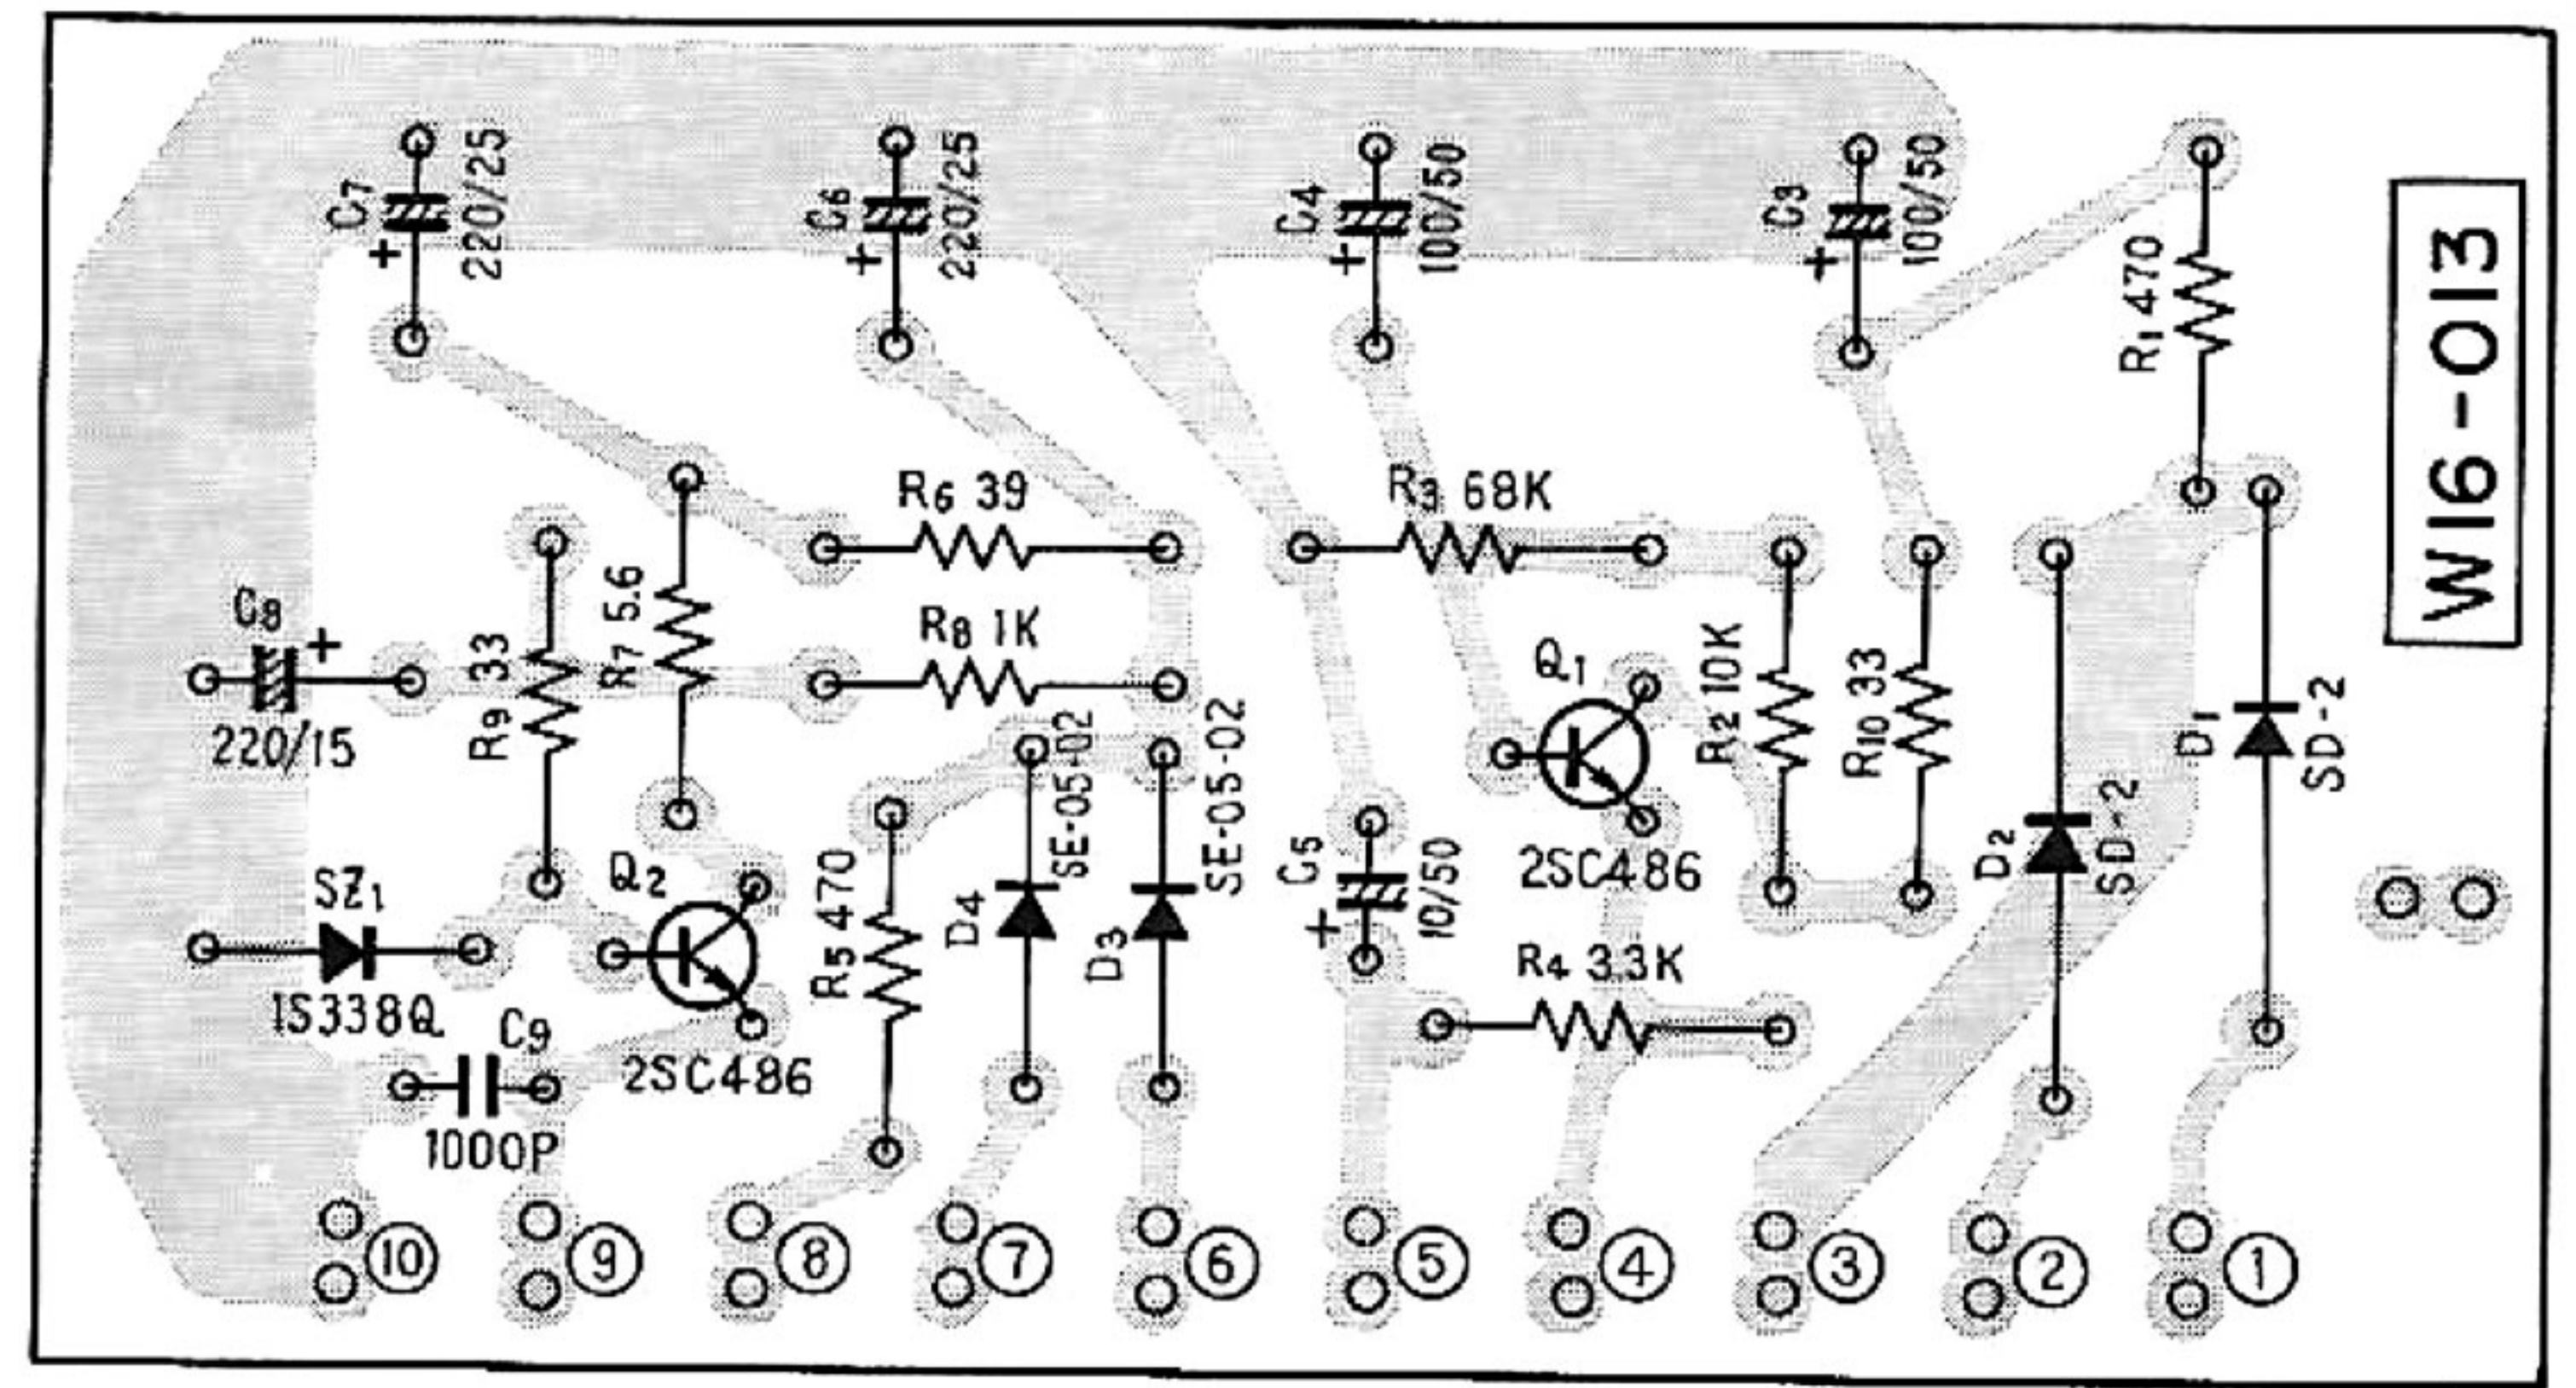 C7 220/25
C6 220/25
C4 100/50
C3 100/50
R1 470
W16-013
R6 39
R3 68K
C8
220/15
R9 33
R7 5.6
R8 1K
Q1
2SC486
R2 10K
R10 33
D1 SD-2
D2 SD-2
SZ1
1S338Q
Q2
2SC486
R5 470
D4 SE-05-02
D3 SE-05-02
C5 10/50
R4 3.3K
C9
1000P
10 9 8 7 6 5 4 3 2 1